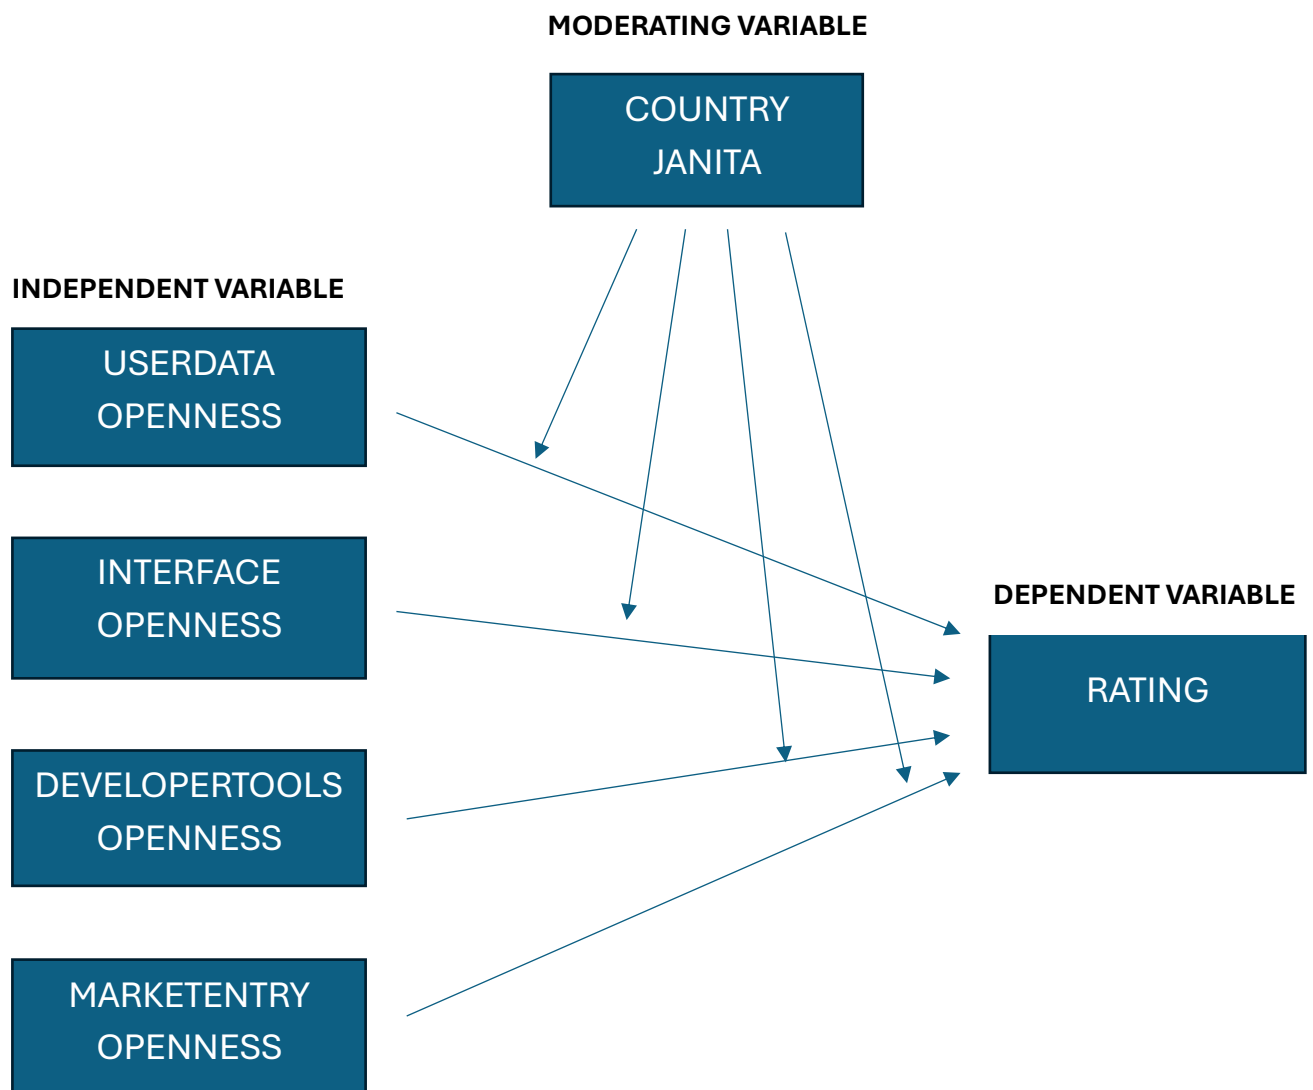 MODERATING VARIABLE
COUNTRY
JANITA
INDEPENDENT VARIABLE
USERDATA
OPENNESS
INTERFACE
OPENNESS
DEPENDENT VARIABLE
RATING
DEVELOPERTOOLS
OPENNESS
MARKETENTRY
OPENNESS